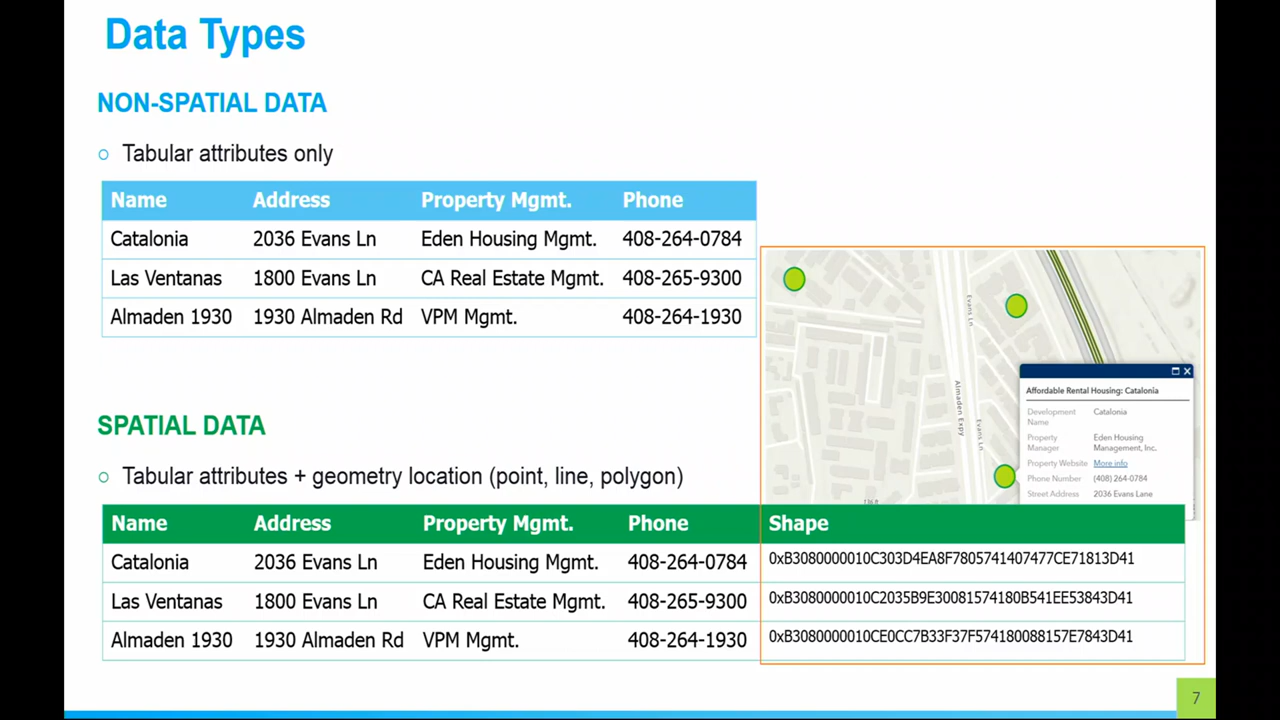 Data Types
NON-SPATIAL DATA
Tabular attributes only
Name Address Property Mgmt. Phone
Catalonia 2036 Evans Ln Eden Housing Mgmt. 408-264-0784
Las Ventanas 1800 Evans Ln CA Real Estate Mgmt. 408-265-9300
Almaden 1930 1930 Almaden Rd VPM Mgmt. 408-264-1930
Evans Ln
Almaden Expy
Evans Ln
Affordable Rental Housing: Catalonia
Development Name Catalonia
Property Manager Eden Housing Management, Inc.
Property Website More info
Phone Number (408) 264-0784
Street Address 2036 Evans Lane
SPATIAL DATA
Tabular attributes + geometry location (point, line, polygon)
Name Address Property Mgmt. Phone Shape
Catalonia 2036 Evans Ln Eden Housing Mgmt. 408-264-0784 0xB3080000010C303D4EA8F7805741407477CE71813D41
Las Ventanas 1800 Evans Ln CA Real Estate Mgmt. 408-265-9300 0xB3080000010C2035B9E30081574180B541EE53843D41
Almaden 1930 1930 Almaden Rd VPM Mgmt. 408-264-1930 0xB3080000010CE0CC7B33F37F574180088157E7843D41
7